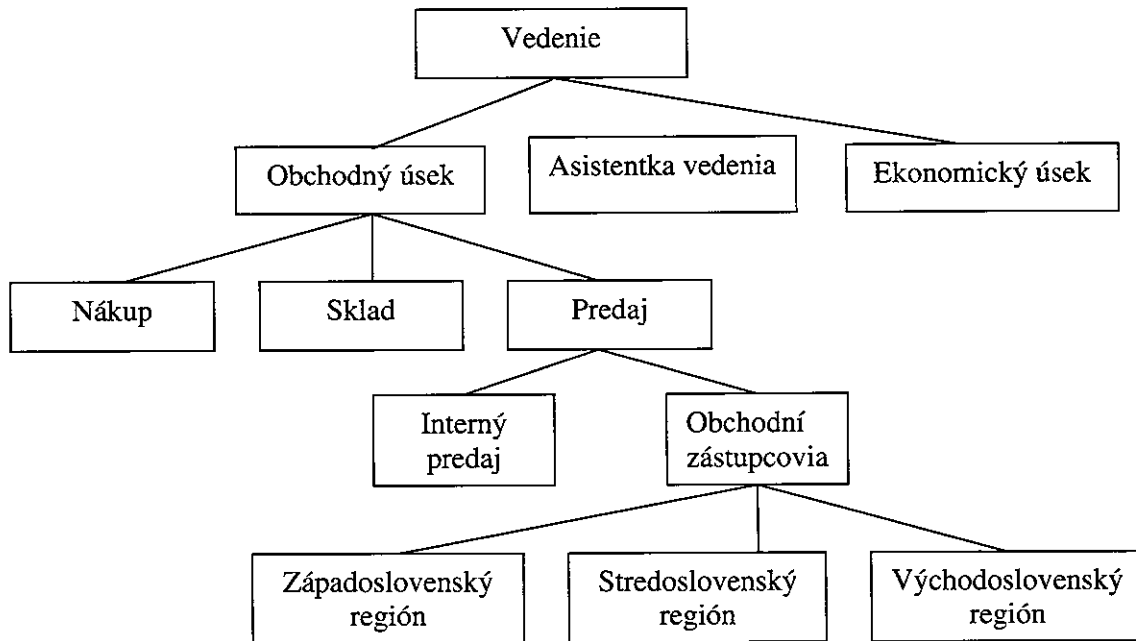 Vedenie
Obchodný úsek
Asistentka vedenia
Ekonomický úsek
Nákup
Sklad
Predaj
Interný
predaj
Obchodní
zástupcovia
Západoslovenský
región
Stredoslovenský
región
Východoslovenský
región